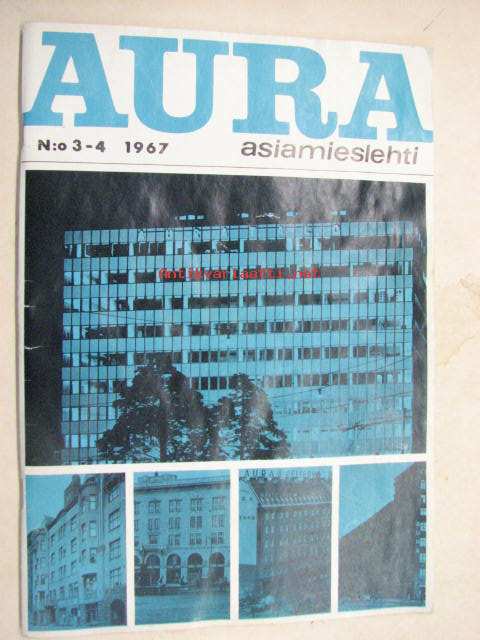 AURA
N:o 3-4 1967
asiamieslehti
Antikvariaatti.net
AURA